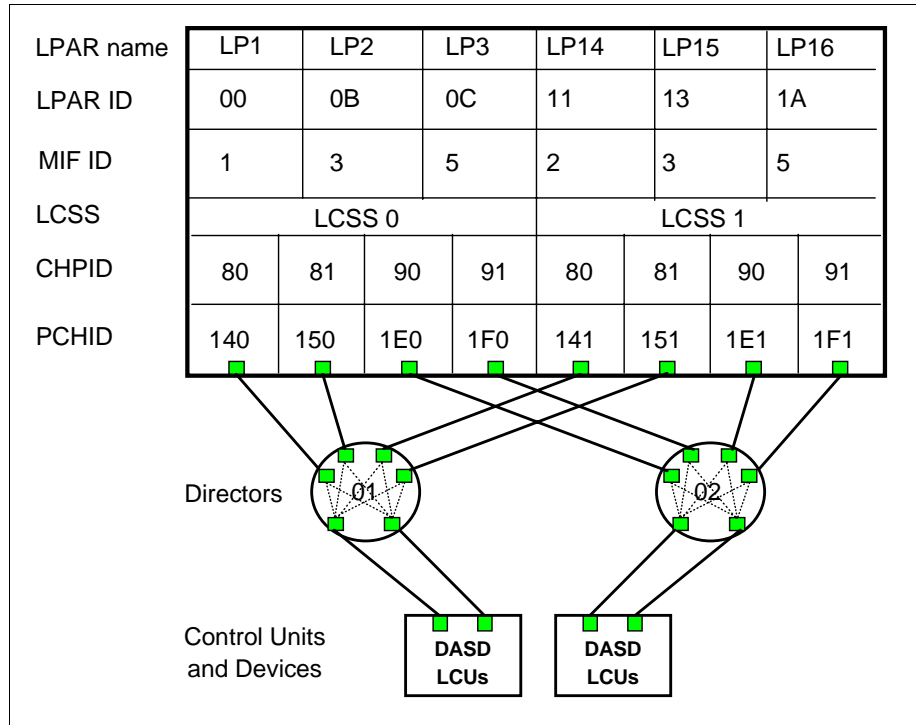 LPAR name LP1 LP2 LP3 LP14 LP15 LP16
LPAR ID 00 0B 0C 11 13 1A
MIF ID 1 3 5 2 3 5
LCSS LCSS 0 LCSS 1
CHPID 80 81 90 91 80 81 90 91
PCHID 140 150 1E0 1F0 141 151 1E1 1F1
Directors 01 02
Control Units
and Devices
DASD
LCUs
DASD
LCUs